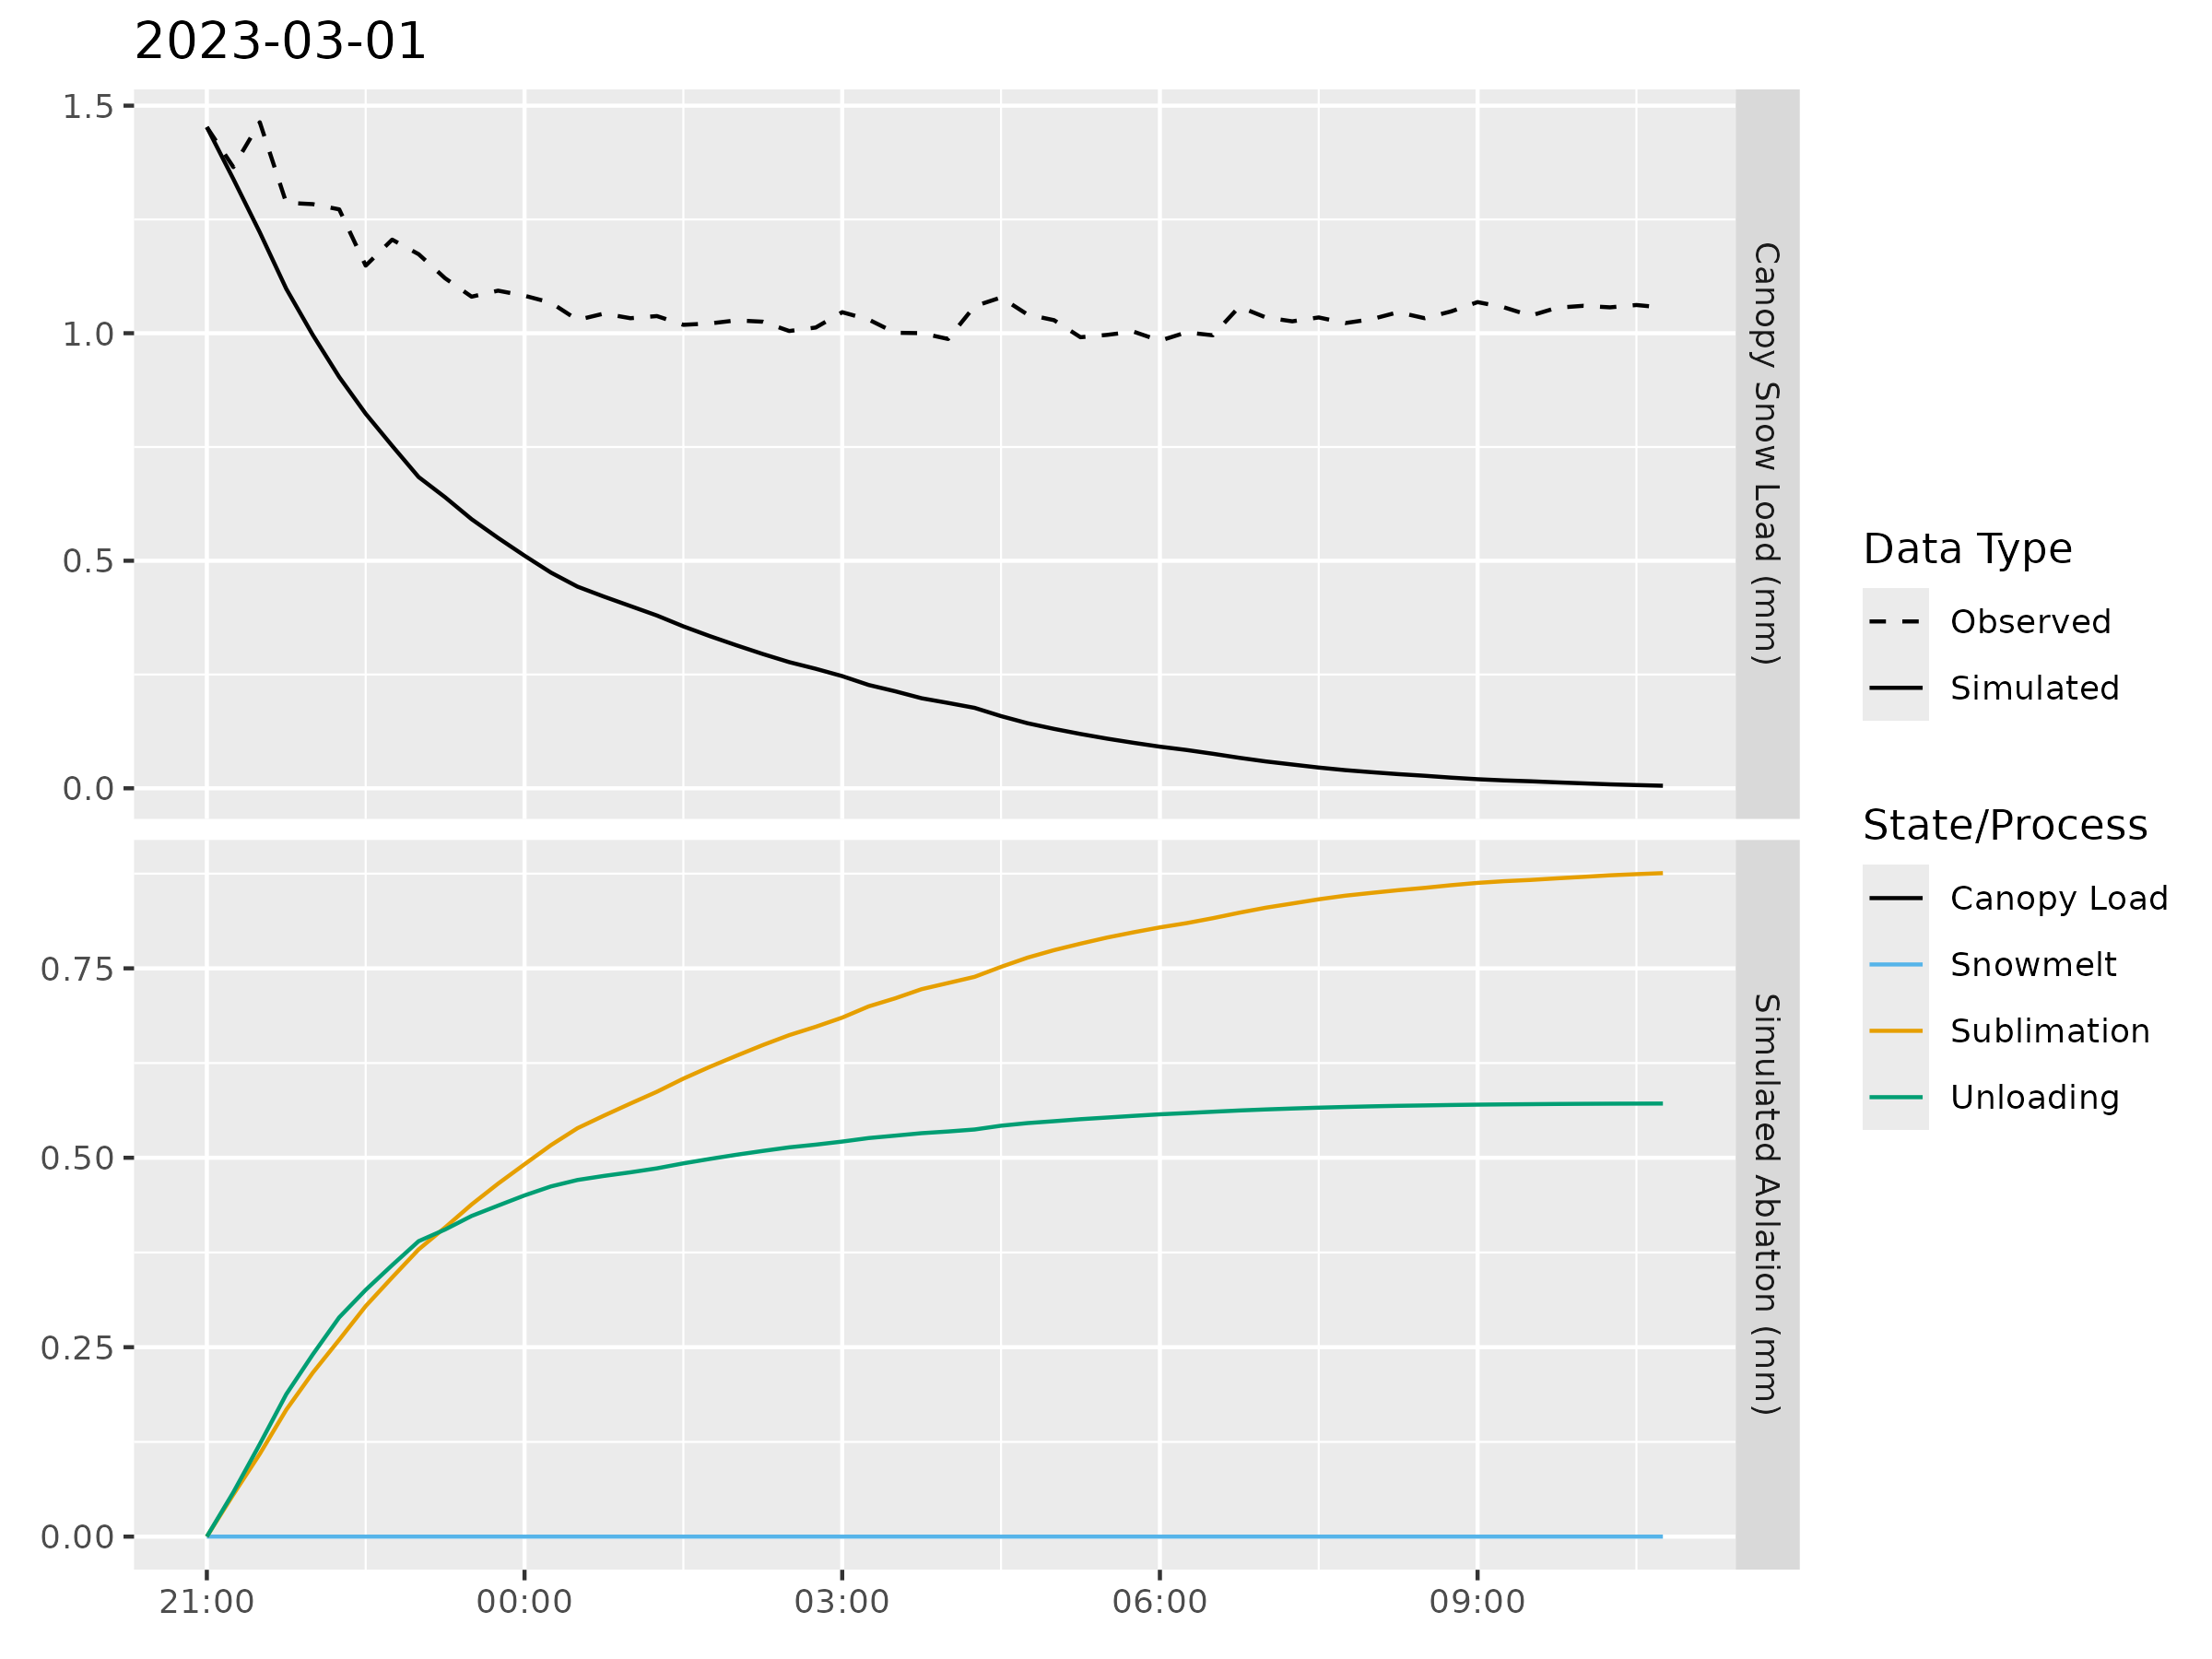 2023-03-01
1.5
1.0
0.5
0.0
Canopy Snow Load (mm)
0.75
0.50
0.25
0.00
Simulated Ablation (mm)
21:00
00:00
03:00
06:00
09:00
Data Type
Observed
Simulated
State/Process
Canopy Load
Snowmelt
Sublimation
Unloading